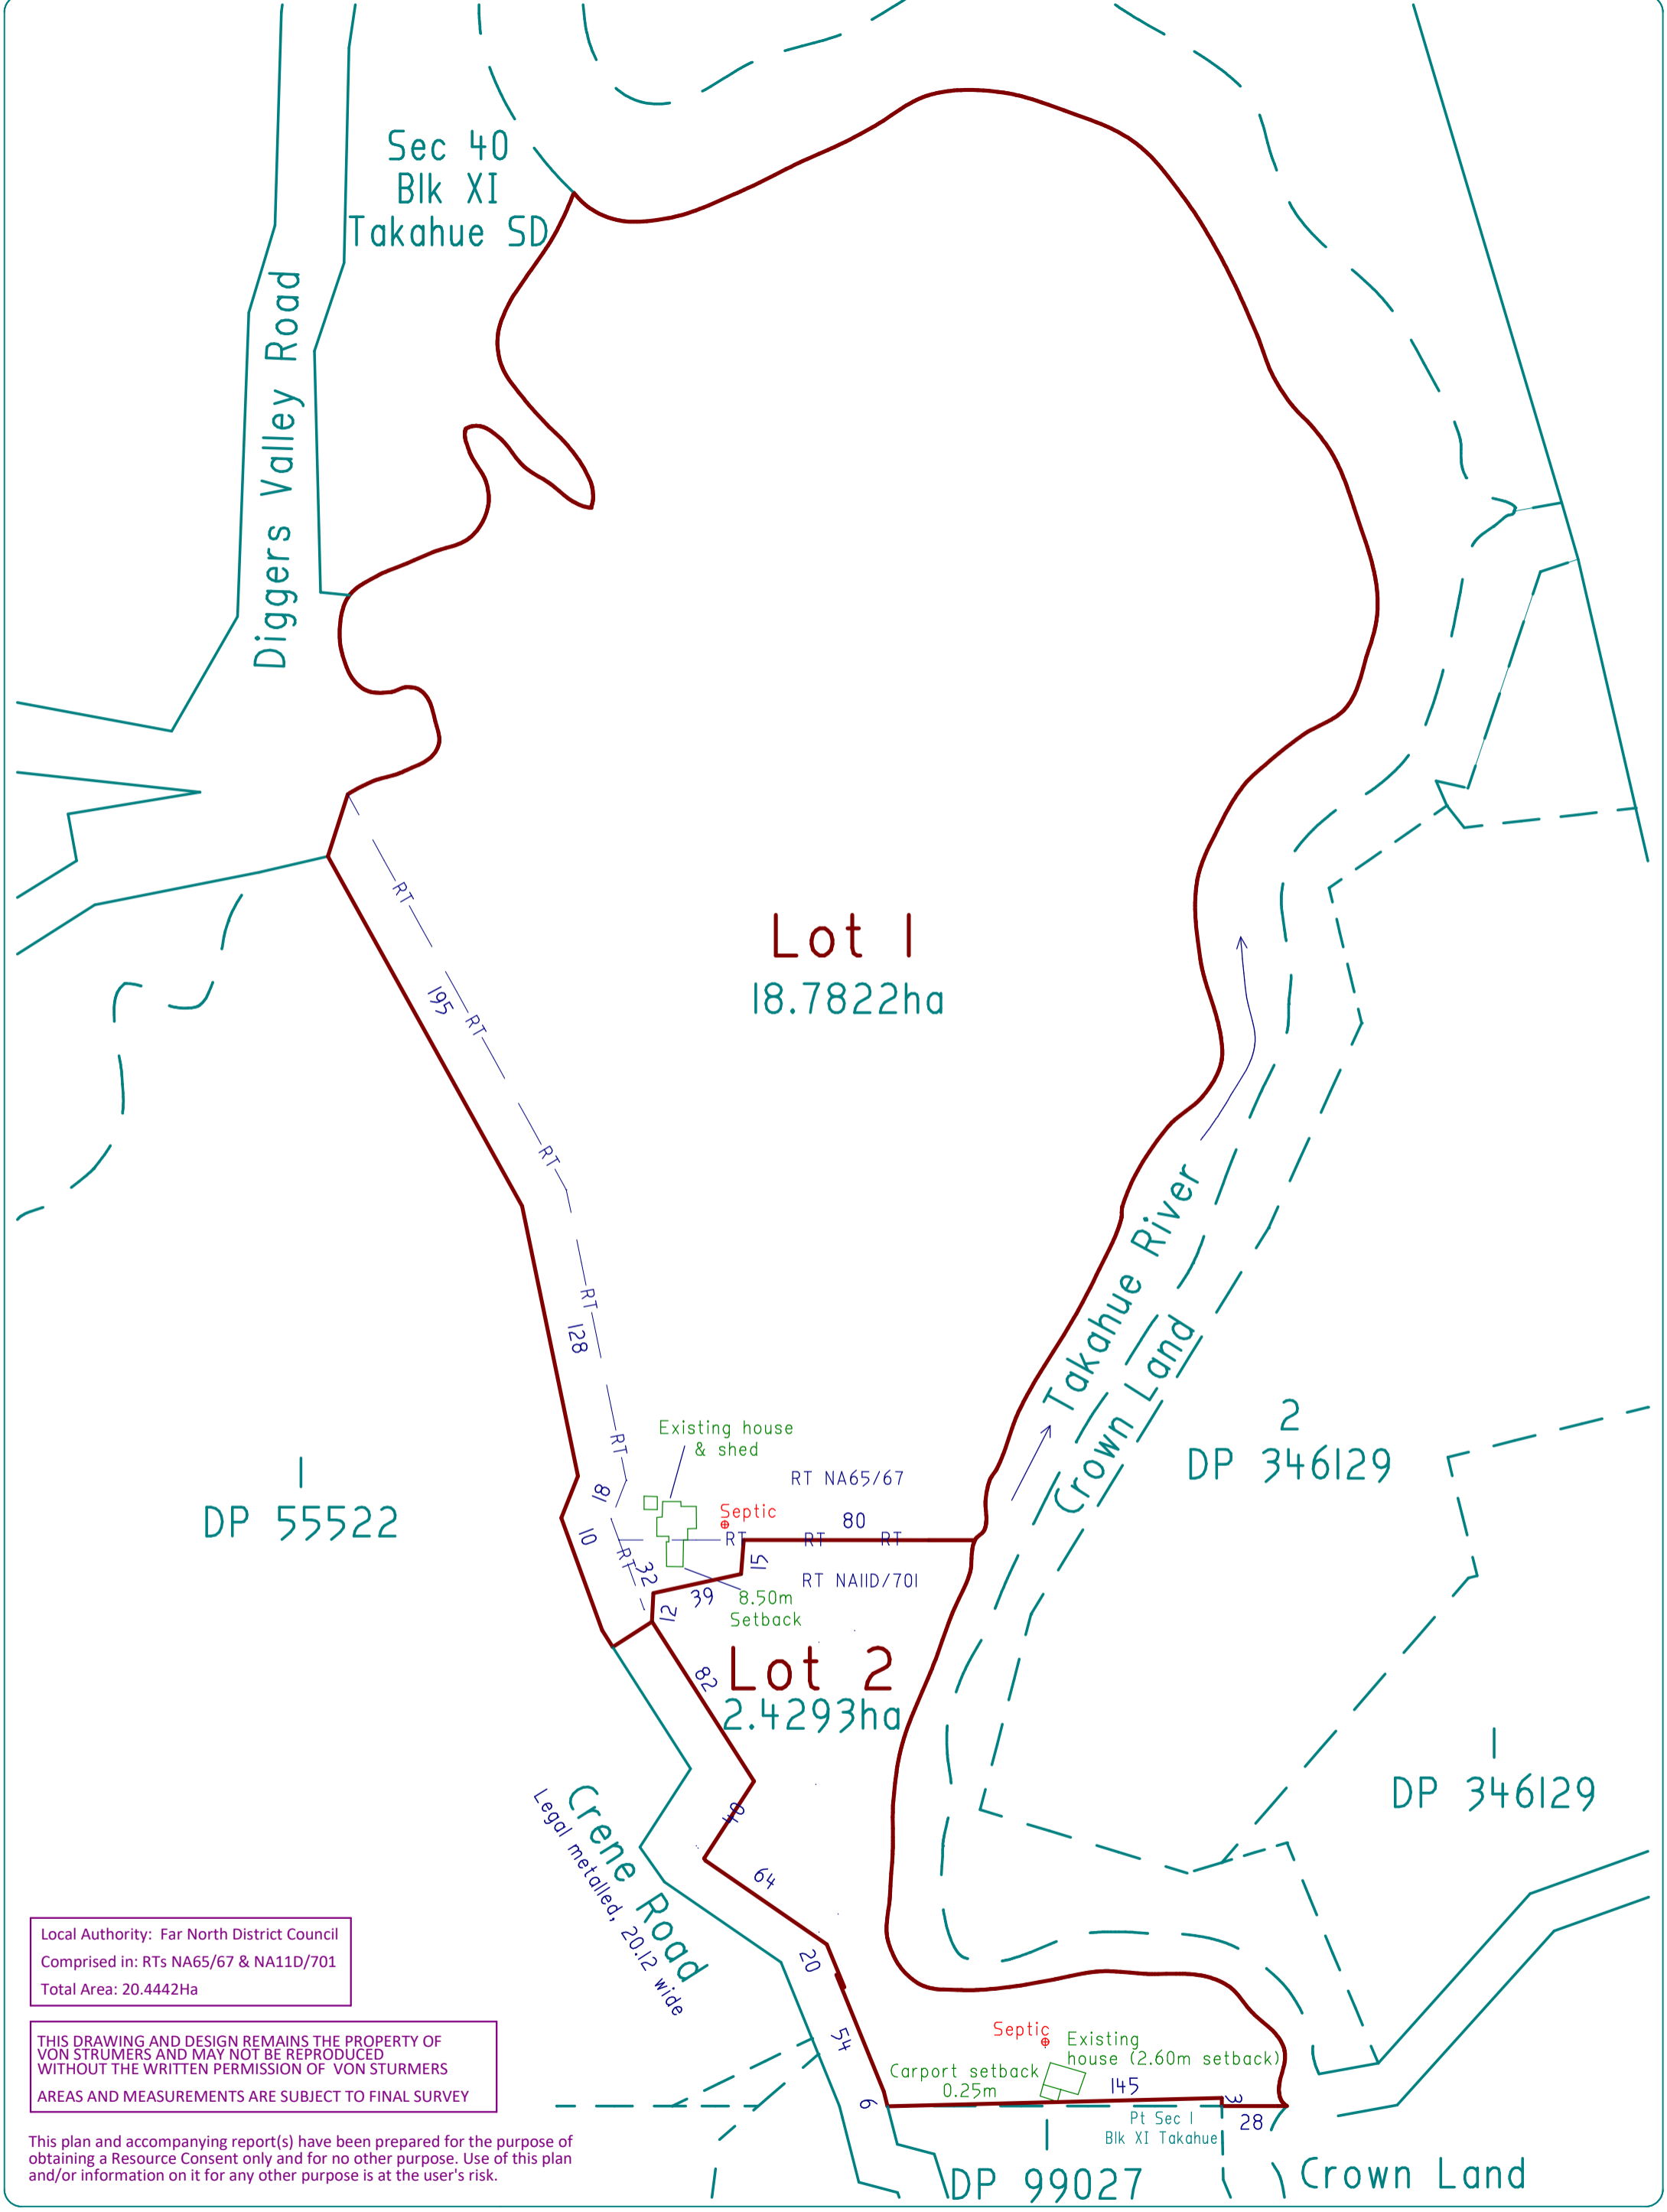 Sec 40
Blk XI
Takahue SD
Diggers Valley Road
Lot 1
18.7822ha
RT
195
RT
RT
RT
128
RT
Takahue River
Crown Land
Existing house
& shed
RT NA65/67
18
Septic
80
10
RT
RT
RT
RT
32
15
RT NA11D/701
39
8.50m
Setback
12
1
DP 55522
2
DP 346129
82
Lot 2
2.4293ha
1
DP 346129
64
Crene Road
Legal metalled, 20.12 wide
20
54
6
Septic
Existing
house (2.60m setback)
Carport setback
0.25m
145
3
28
Pt Sec 1
Blk XI Takahue
1
DP 99027
Crown Land
Local Authority: Far North District Council
Comprised in: RTs NA65/67 & NA11D/701
Total Area: 20.4442Ha
THIS DRAWING AND DESIGN REMAINS THE PROPERTY OF
VON STRUMERS AND MAY NOT BE REPRODUCED
WITHOUT THE WRITTEN PERMISSION OF VON STURMERS
AREAS AND MEASUREMENTS ARE SUBJECT TO FINAL SURVEY
This plan and accompanying report(s) have been prepared for the purpose of
obtaining a Resource Consent only and for no other purpose. Use of this plan
and/or information on it for any other purpose is at the user's risk.